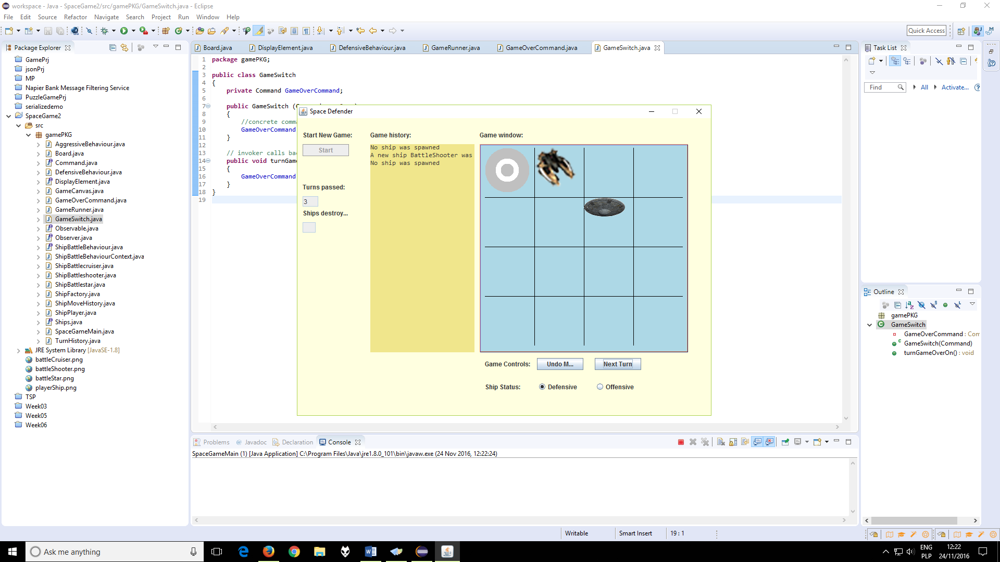 workspace - Java - SpaceGame2/src/gamePKG/GameSwitch.java - Eclipse
File Edit Source Refactor Navigate Search Project Run Window Help
Quick Access
Package Explorer
GamePrj
jsonPrj
MP
Napier Bank Message Filtering Service
PuzzleGamePrj
serializedemo
SpaceGame2
src
gamePKG
AggressiveBehaviour.java
Board.java
Command.java
DefensiveBehaviour.java
DisplayElement.java
GameCanvas.java
GameOverCommand.java
GameRunner.java
GameSwitch.java
Observable.java
Observer.java
ShipBattleBehaviour.java
ShipBattleBehaviourContext.java
ShipBattlecruiser.java
ShipBattleshooter.java
ShipBattlestar.java
ShipFactory.java
ShipMoveHistory.java
ShipPlayer.java
Ships.java
SpaceGameMain.java
TurnHistory.java
JRE System Library [JavaSE-1.8]
battleCruiser.png
battleShooter.png
battleStar.png
playerShip.png
TSP
Week03
Week05
Week06
Board.java DisplayElement.java DefensiveBehaviour.java GameRunner.java GameOverCommand.java GameSwitch.java
1 package gamePKG;
2
3 public class GameSwitch
4 {
5 private Command GameOverCommand;
6
7 public GameSwitch (
8 {
9 //concrete comm
10 GameOverCommand
11 }
12
13 // invoker calls ba
14 public void turnGam
15 {
16 GameOverCommand
17 }
18 }
19
Space Defender
Start New Game:
Start
Turns passed:
3
Ships destroy...
Game history:
No ship was spawned
A new ship BattleShooter was
No ship was spawned
Game window:
Game Controls: Undo M... Next Turn
Ship Status: Defensive Offensive
Problems Javadoc Declaration Console
SpaceGameMain (1) [Java Application] C:\Program Files\Java\jre1.8.0_101\bin\javaw.exe (24 Nov 2016, 12:22:24)
Task List
Find All Activate...
Outline
gamePKG
GameSwitch
GameOverCommand : Com
GameSwitch(Command)
turnGameOverOn() : void
Writable Smart Insert 19 : 1
Ask me anything
ENG
PLP
12:22
24/11/2016